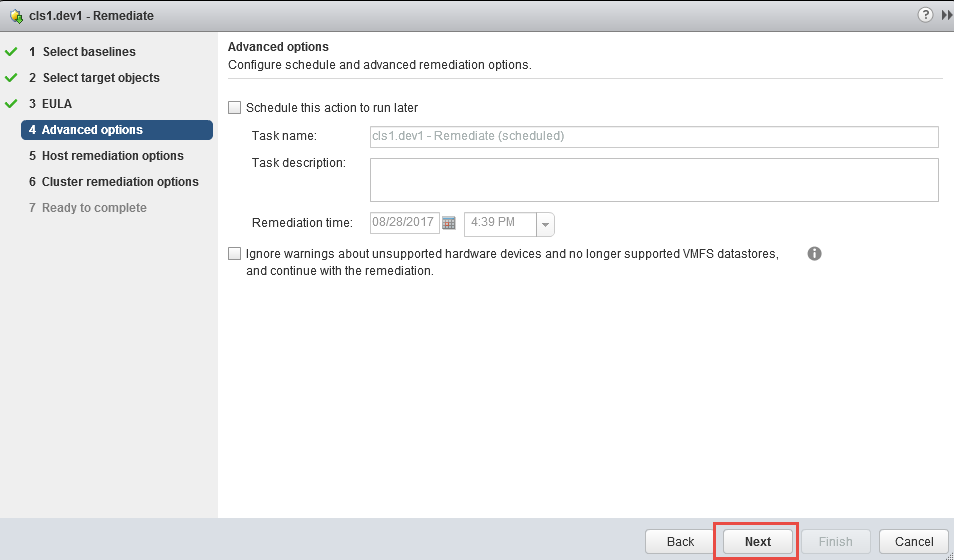 cls1.dev1 - Remediate
?
1 Select baselines
2 Select target objects
3 EULA
4 Advanced options
5 Host remediation options
6 Cluster remediation options
7 Ready to complete
Advanced options
Configure schedule and advanced remediation options.
Schedule this action to run later
Task name: cls1.dev1 - Remediate (scheduled)
Task description:
Remediation time: 08/28/2017 4:39 PM
Ignore warnings about unsupported hardware devices and no longer supported VMFS datastores,
and continue with the remediation.
Back Next Finish Cancel